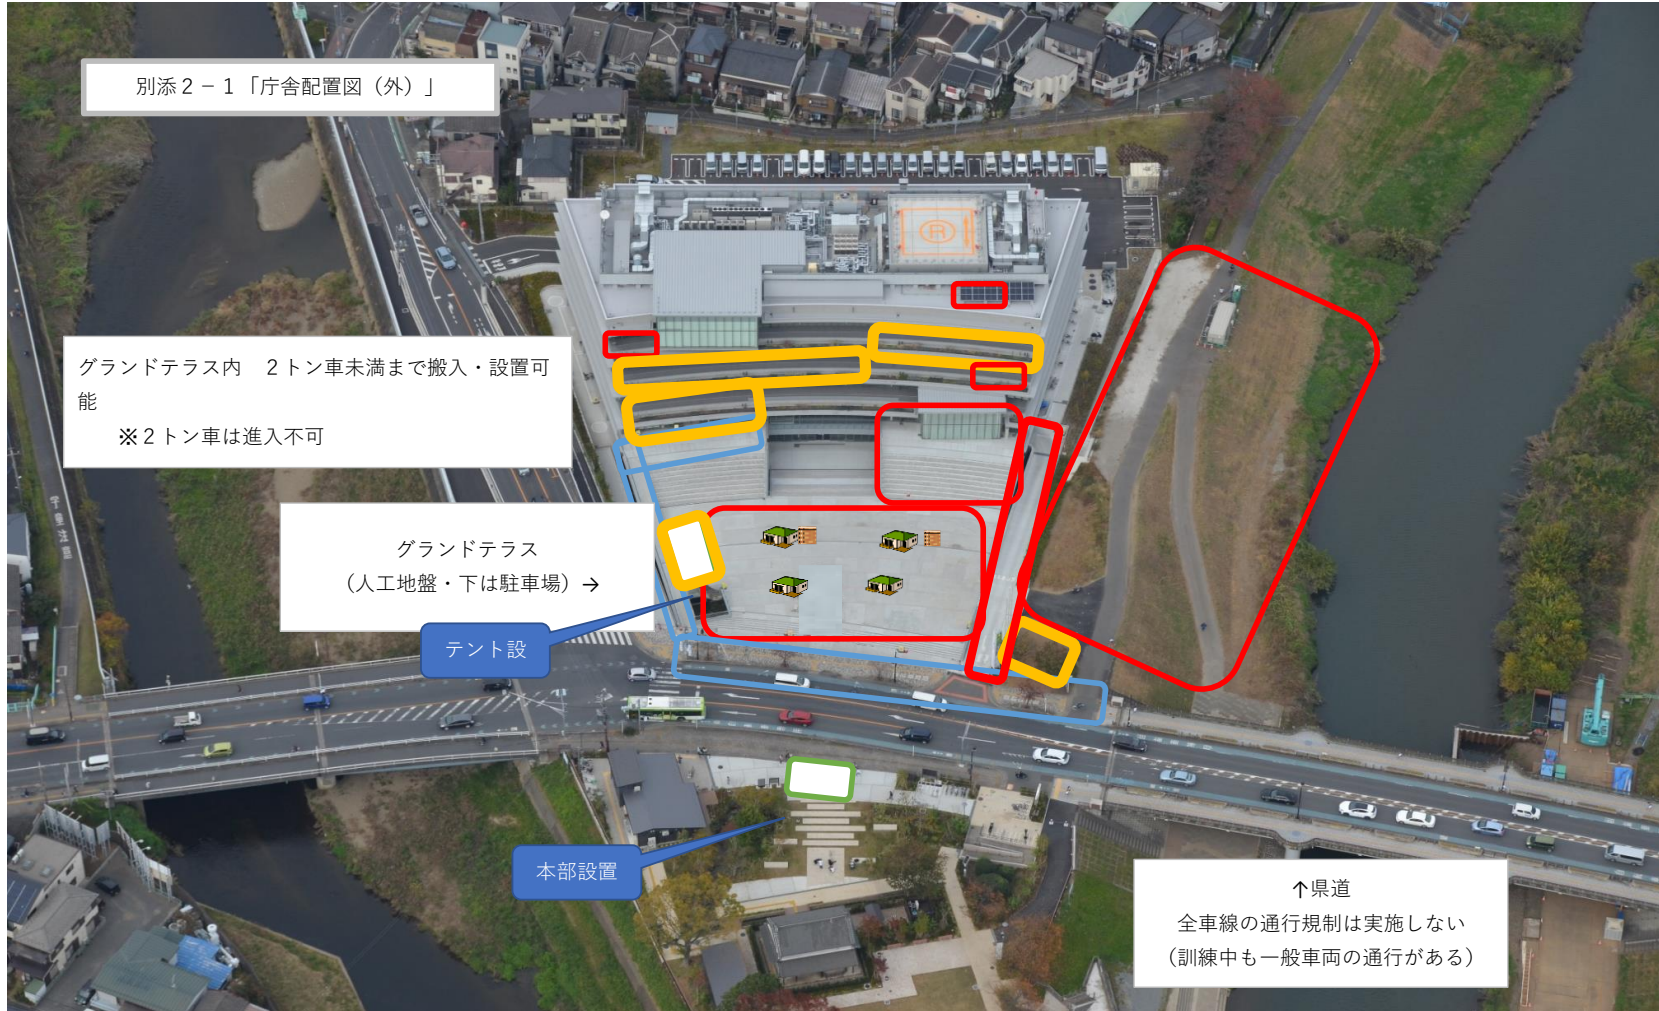 別添２－１「庁舎配置図（外）」
グランドテラス内　２トン車未満まで搬入・設置可
能
※２トン車は進入不可
グランドテラス
（人工地盤・下は駐車場）→
テント設
本部設置
↑県道
全車線の通行規制は実施しない
（訓練中も一般車両の通行がある）
R